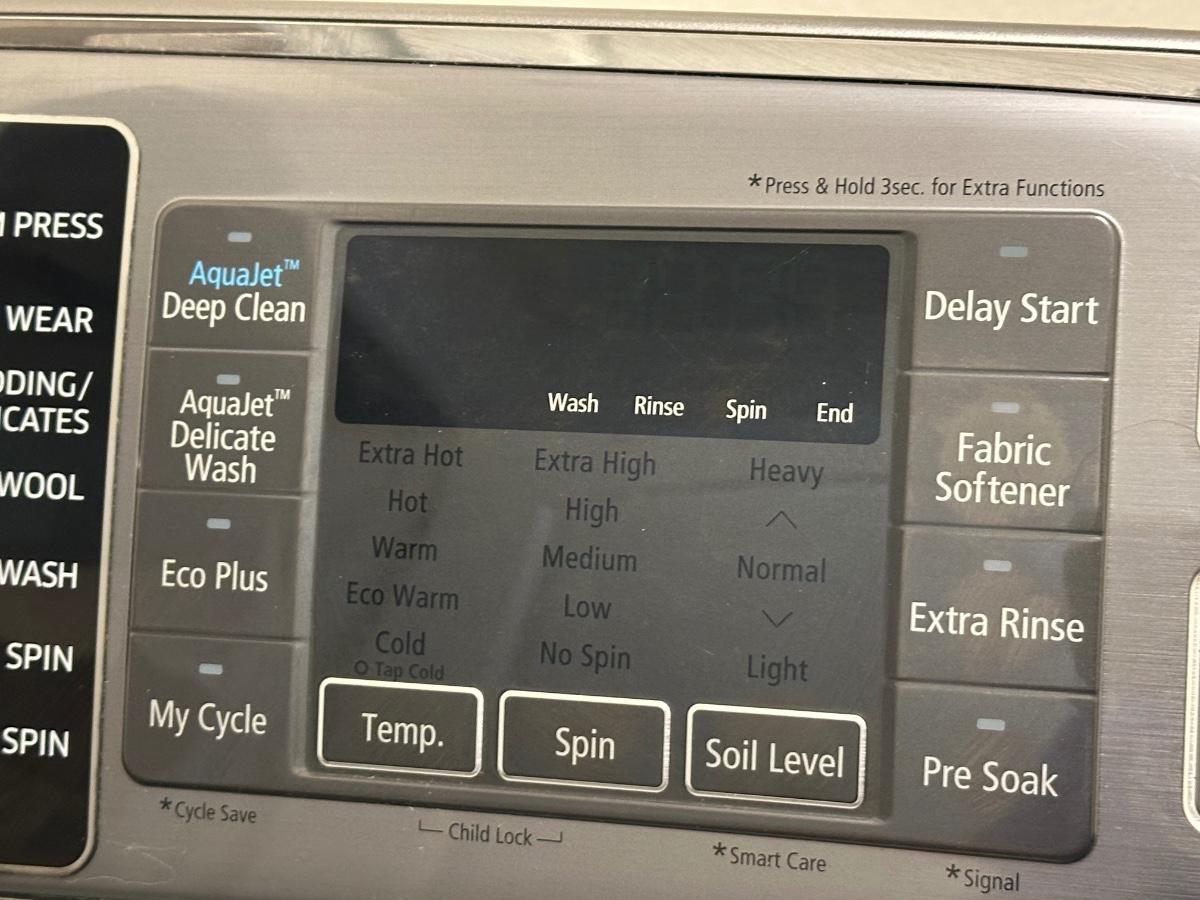 *Press & Hold 3sec. for Extra Functions
PRESS
WEAR
WOOL
WASH
SPIN
SPIN
AquaJet™
Deep Clean
AquaJet™
Delicate
Wash
Eco Plus
My Cycle
Wash Rinse Spin End
Extra Hot Extra High Heavy
Hot High
Warm Medium Normal
Eco Warm Low
Cold No Spin Light
Tap Cold
Temp. Spin Soil Level
Delay Start
Fabric
Softener
Extra Rinse
Pre Soak
*Cycle Save
Child Lock
*Smart Care
*Signal